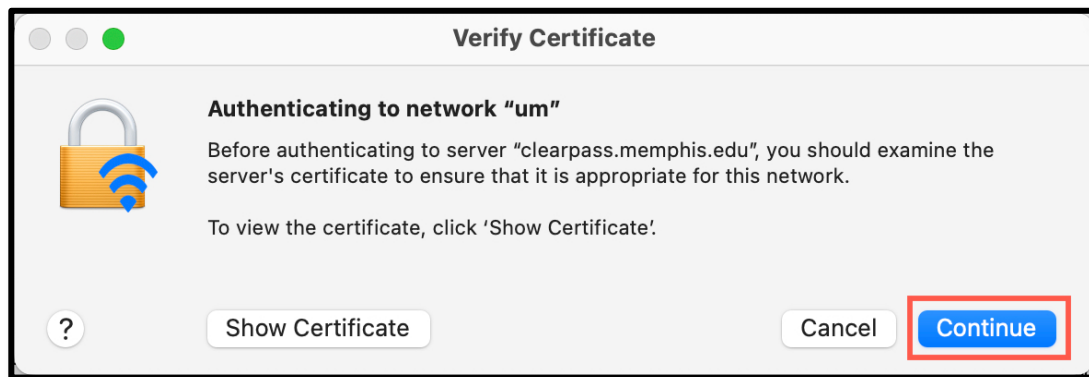 Verify Certificate
Authenticating to network “um”
Before authenticating to server “clearpass.memphis.edu”, you should examine the
server's certificate to ensure that it is appropriate for this network.
To view the certificate, click ‘Show Certificate’.
?
Show Certificate
Cancel
Continue